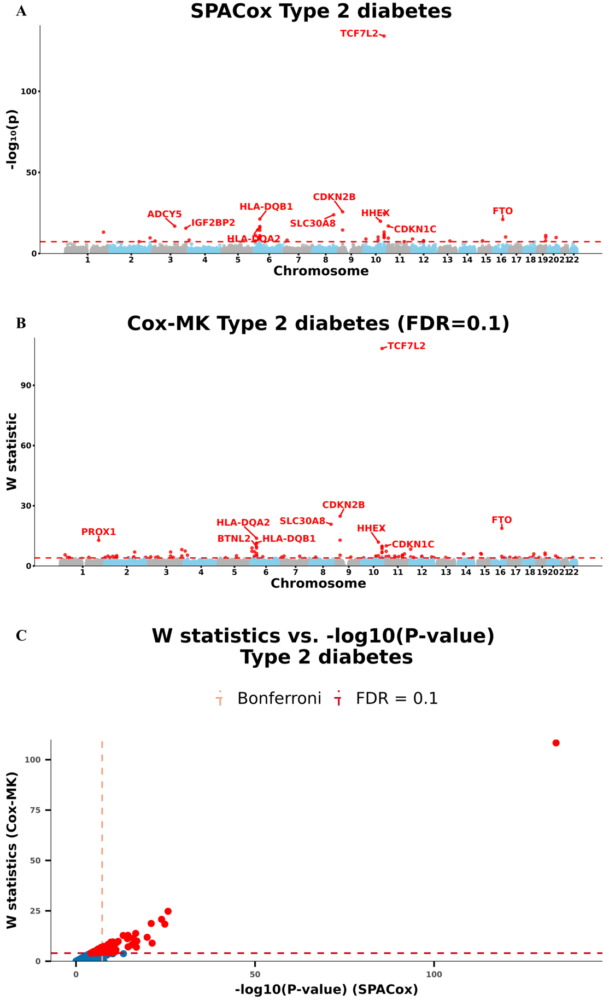 A
SPACox Type 2 diabetes
TCF7L2
100
-log₁₀(p)
50
CDKN2B
HLA-DQB1
ADCY5
HHEX
FTO
IGF2BP2
SLC30A8
CDKN1C
HLA-DQA2
0
1 2 3 4 5 6 7 8 9 10 11 12 13 14 15 16 17 18 19 20 21 22
Chromosome
B
Cox-MK Type 2 diabetes (FDR=0.1)
TCF7L2
90
W statistic
60
30
CDKN2B
HLA-DQA2
SLC30A8
FTO
PROX1
HHEX
BTNL2
HLA-DQB1
CDKN1C
0
1 2 3 4 5 6 7 8 9 10 11 12 13 14 15 16 17 18 19 20 21 22
Chromosome
C
W statistics vs. -log10(P-value)
Type 2 diabetes
Bonferroni FDR = 0.1
100
75
W statistics (Cox-MK)
50
25
0
0 50 100
-log10(P-value) (SPACox)